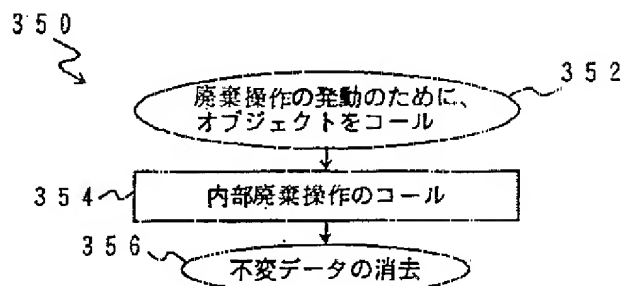 350
352
廃棄操作の発動のために、
オブジェクトをコール
354
内部廃棄操作のコール
356
不変データの消去